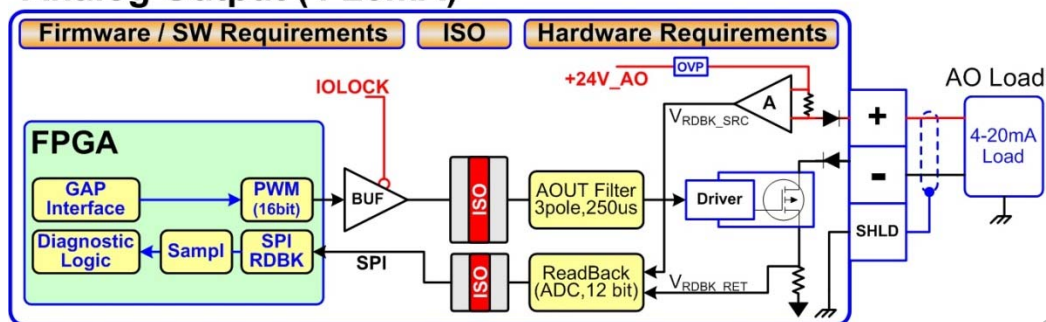 Firmware / SW Requirements
ISO
Hardware Requirements
+24V_AO
OVP
IOLOCK
A
VRDBK_SRC
AO Load
+
4-20mA
Load
-
SHLD
FPGA
GAP
Interface
PWM
(16bit)
BUF
ISO
AOUT Filter
3pole,250us
Driver
Diagnostic
Logic
Sampl
SPI
RDBK
SPI
ISO
ReadBack
(ADC,12 bit)
VRDBK_RET